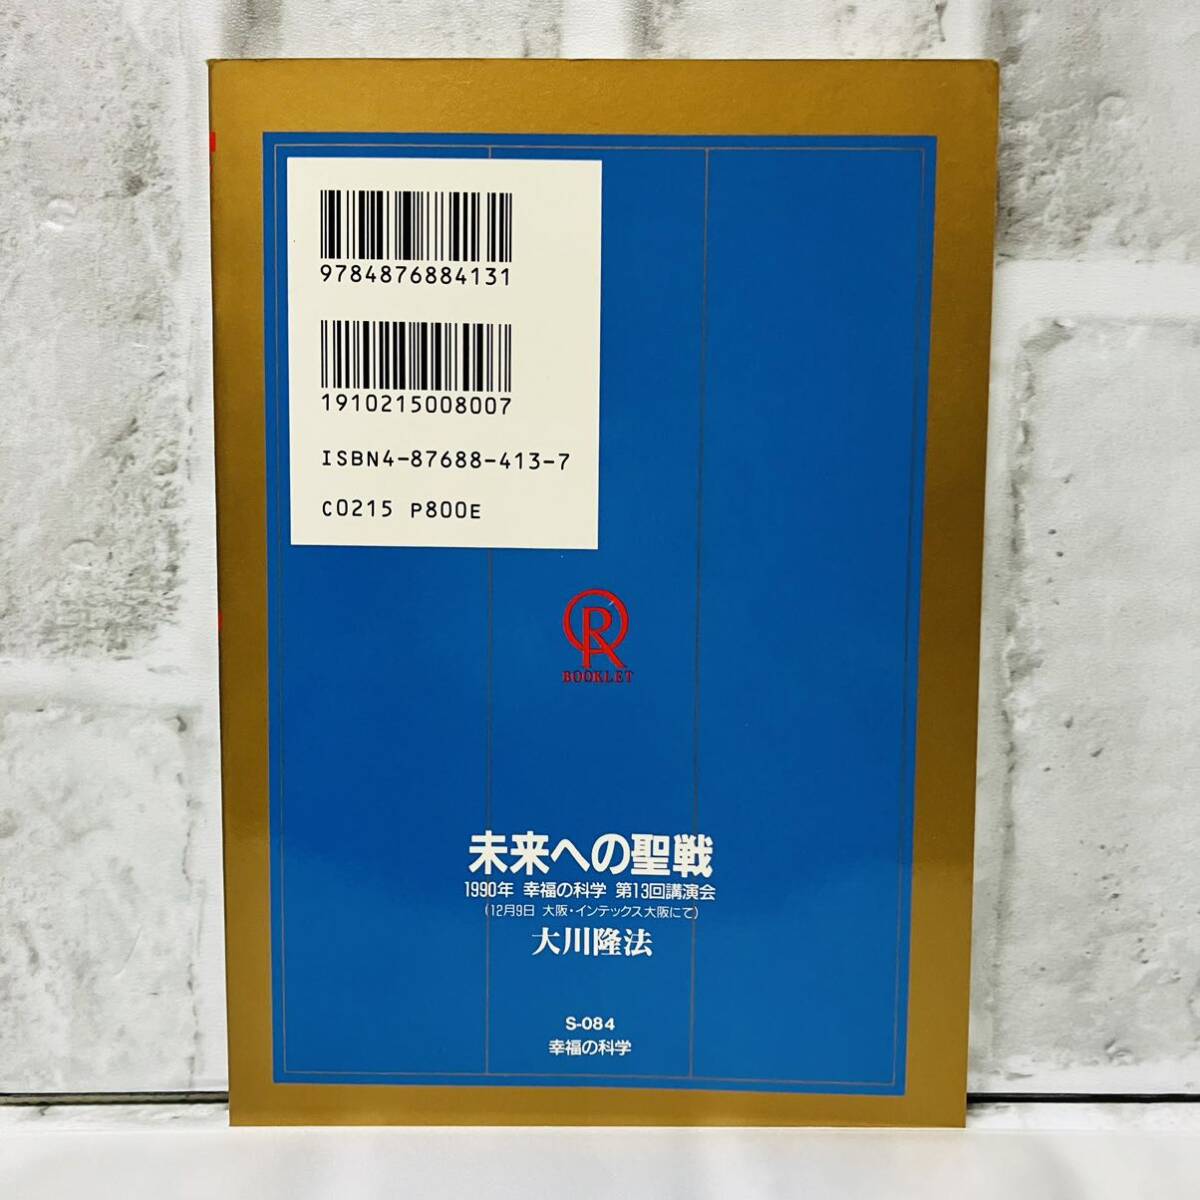 9784876884131
1910215008007
ISBN4-87688-413-7
C0215 P800E
OR
BOOKLET
未来への聖戦
1990年 幸福の科学 第13回講演会
(12月9日 大阪・インテックス大阪にて)
大川隆法
S-084
幸福の科学